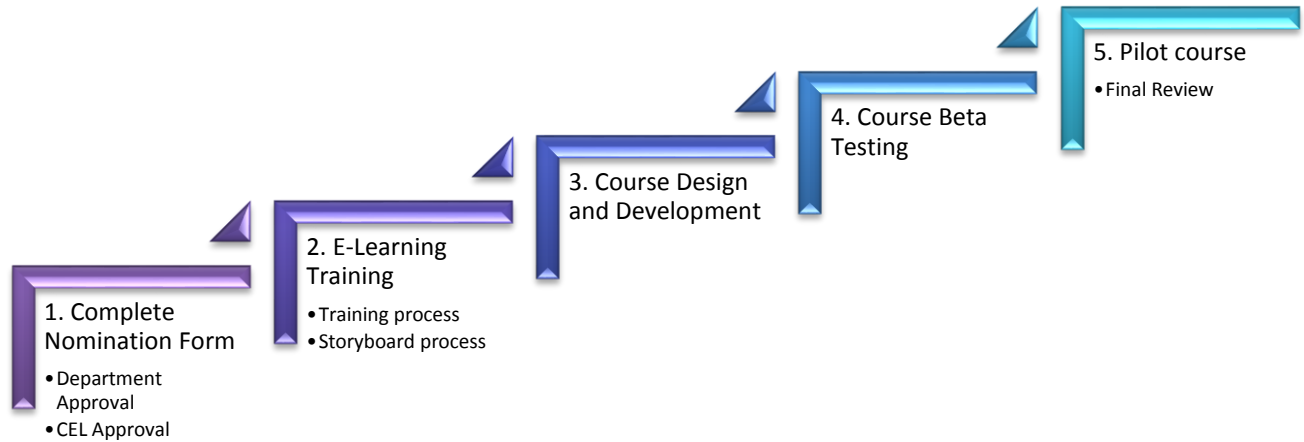 1. Complete
Nomination Form
•Department
Approval
•CEL Approval
2. E-Learning
Training
•Training process
•Storyboard process
3. Course Design
and Development
4. Course Beta
Testing
5. Pilot course
•Final Review